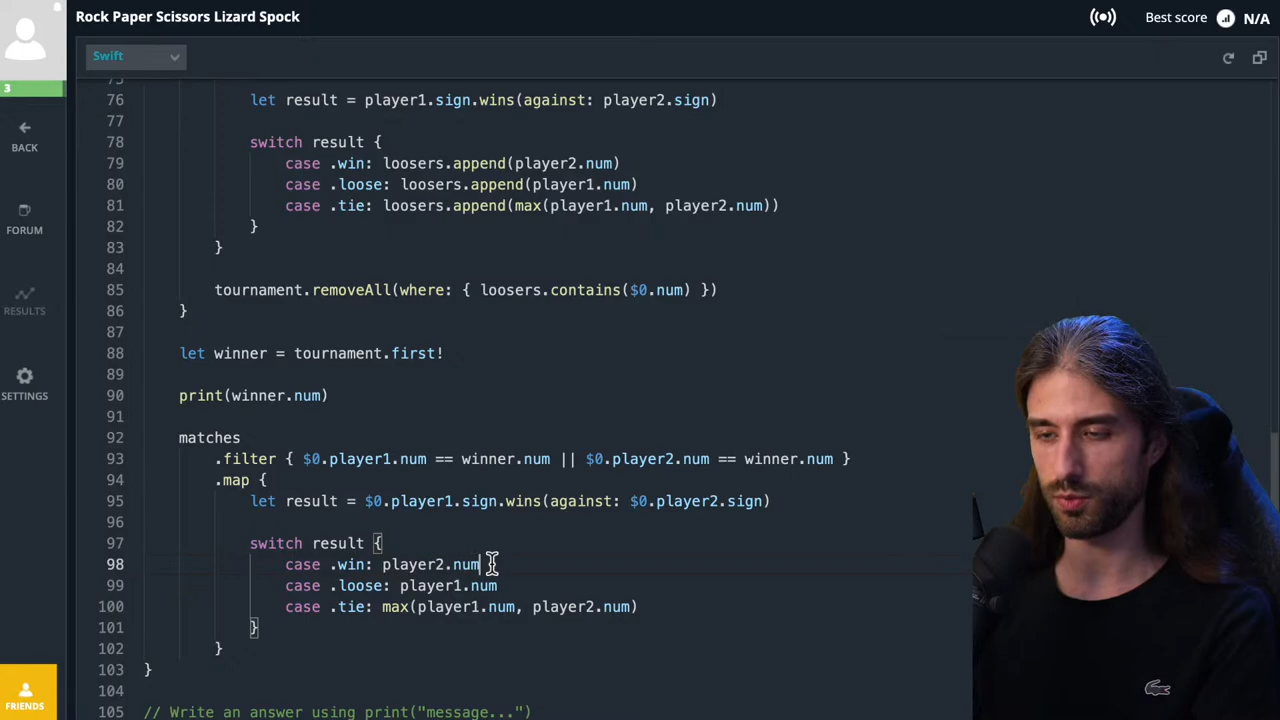 Rock Paper Scissors Lizard Spock
Best score N/A
3
Swift
BACK
FORUM
RESULTS
SETTINGS
FRIENDS
75
76 let result = player1.sign.wins(against: player2.sign)
77
78 switch result {
79 case .win: loosers.append(player2.num)
80 case .loose: loosers.append(player1.num)
81 case .tie: loosers.append(max(player1.num, player2.num))
82 }
83 }
84
85 tournament.removeAll(where: { loosers.contains($0.num) })
86 }
87
88 let winner = tournament.first!
89
90 print(winner.num)
91
92 matches
93 .filter { $0.player1.num == winner.num || $0.player2.num == winner.num }
94 .map {
95 let result = $0.player1.sign.wins(against: $0.player2.sign)
96
97 switch result {
98 case .win: player2.num
99 case .loose: player1.num
100 case .tie: max(player1.num, player2.num)
101 }
102 }
103 }
104
105 // Write an answer using print("message...")